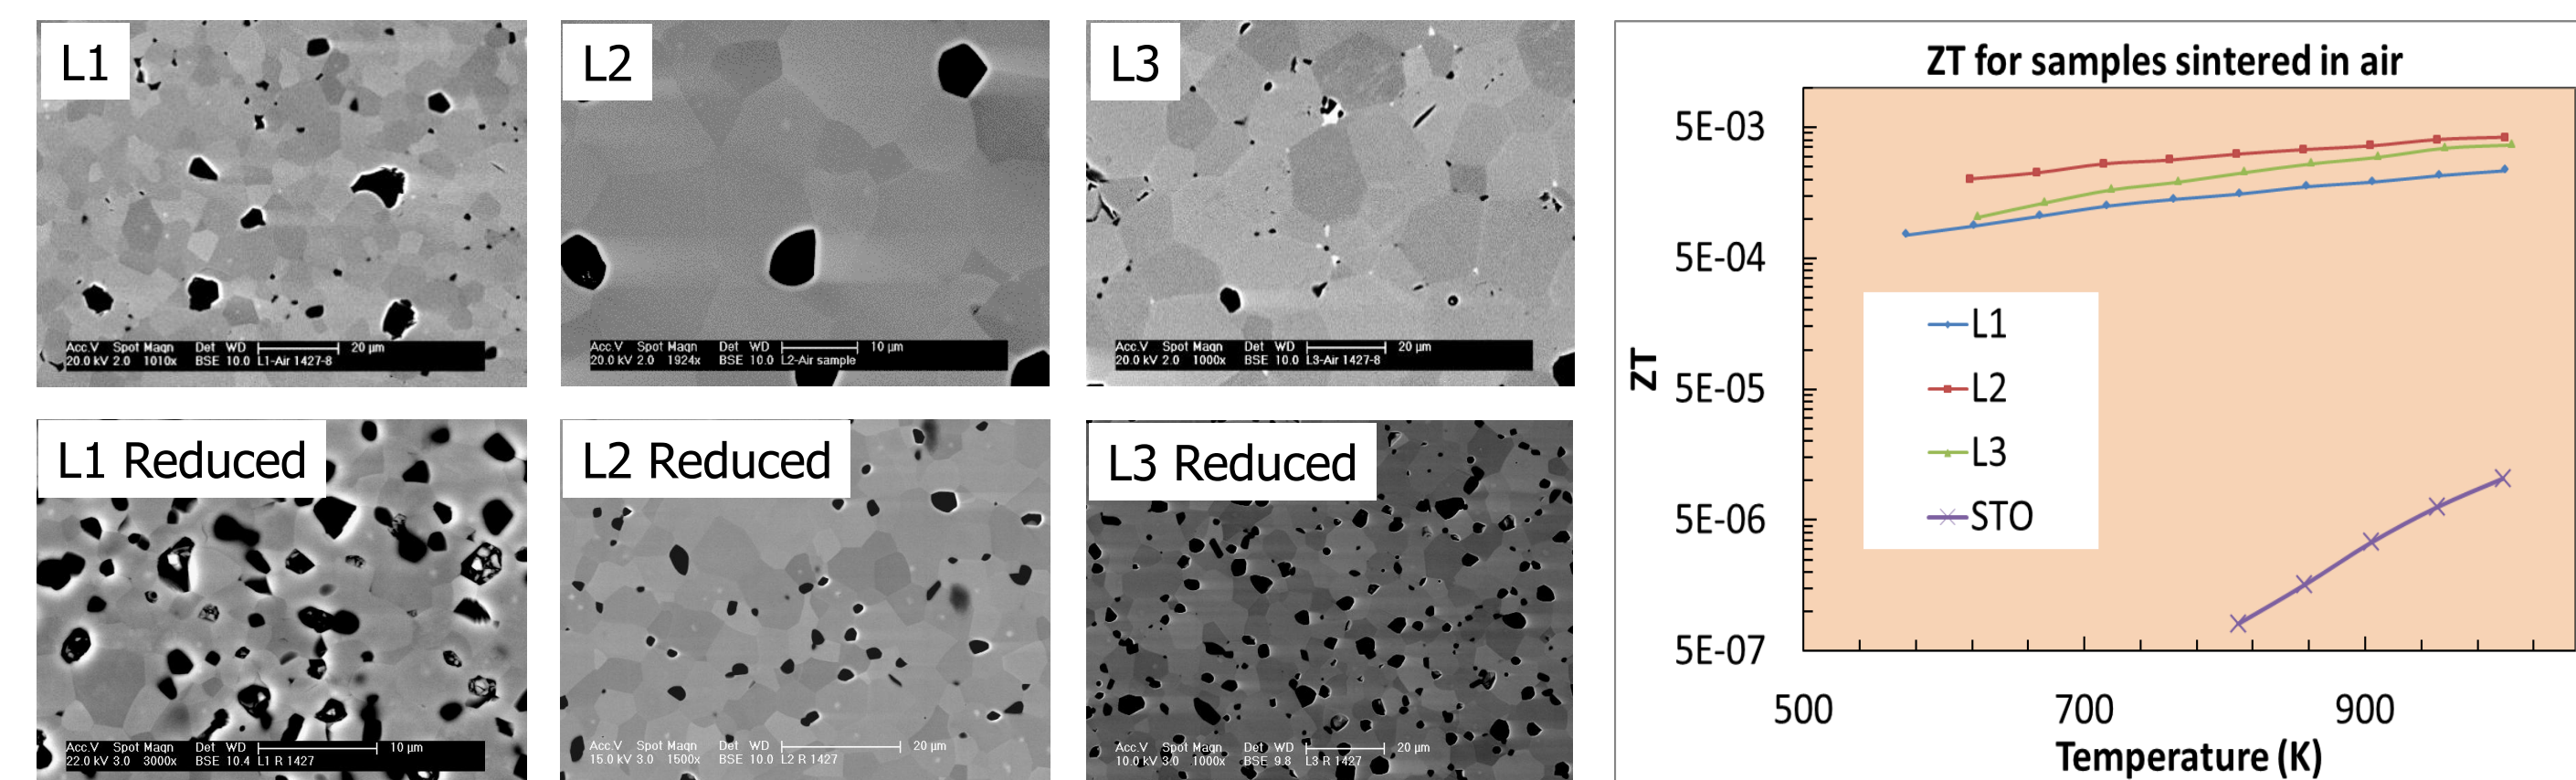 L1
Acc.V Spot Magn Det WD 20 µm
20.0 kV 2.0 1010x BSE 10.0 L1-Air 1427-8
L2
Acc.V Spot Magn Det WD 10 µm
20.0 kV 2.0 1924x BSE 10.0 L2-Air sample
L3
Acc.V Spot Magn Det WD 20 µm
20.0 kV 2.0 1000x BSE 10.0 L3-Air 1427-8
L1 Reduced
Acc.V Spot Magn Det WD 10 µm
22.0 kV 3.0 3000x BSE 10.4 L1 R 1427
L2 Reduced
Acc.V Spot Magn Det WD 20 µm
15.0 kV 3.0 1500x BSE 10.0 L2 R 1427
L3 Reduced
Acc.V Spot Magn Det WD 20 µm
10.0 kV 3.0 1000x BSE 9.8 L3 R 1427
ZT for samples sintered in air
ZT
5E-03
5E-04
5E-05
5E-06
5E-07
L1
L2
L3
STO
500 700 900
Temperature (K)